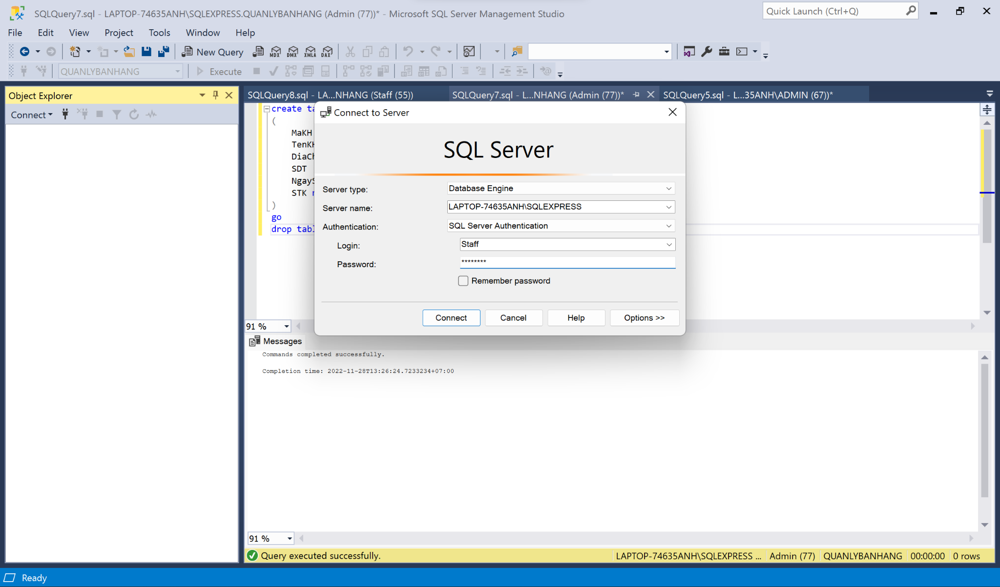 SQLQuery7.sql - LAPTOP-74635ANH\SQLEXPRESS.QUANLYBANHANG (Admin (77))* - Microsoft SQL Server Management Studio
Quick Launch (Ctrl+Q)
File Edit View Project Tools Window Help
New Query MDX DMX XMLA DAX
QUANLYBANHANG Execute
Object Explorer
Connect
SQLQuery8.sql - LA...NHANG (Staff (55)) SQLQuery7.sql - L...NHANG (Admin (77))* SQLQuery5.sql - L...35ANH\ADMIN (67))*
create ta
(
MaKH
TenKH
DiaCh
SDT
NgayS
STK n
)
go
drop tabl
Connect to Server
SQL Server
Server type: Database Engine
Server name: LAPTOP-74635ANH\SQLEXPRESS
Authentication: SQL Server Authentication
Login: Staff
Password: ********
Remember password
Connect Cancel Help Options >>
91 %
Messages
Commands completed successfully.
Completion time: 2022-11-28T13:26:24.7233234+07:00
91 %
Query executed successfully. LAPTOP-74635ANH\SQLEXPRESS ... Admin (77) QUANLYBANHANG 00:00:00 0 rows
Ready